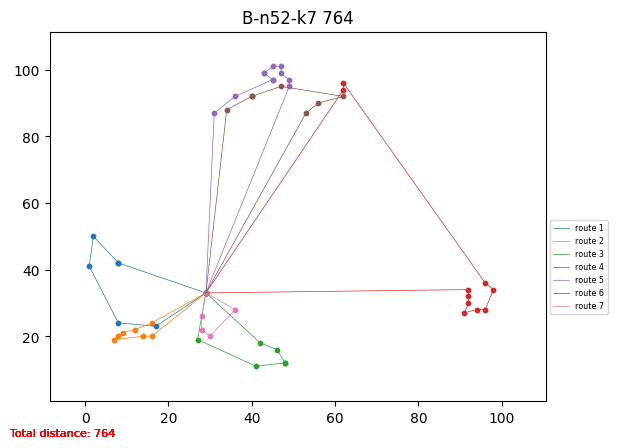 B-n52-k7 764
100
80
60
40
20
0
20
40
60
80
100
route 1
route 2
route 3
route 4
route 5
route 6
route 7
Total distance: 764